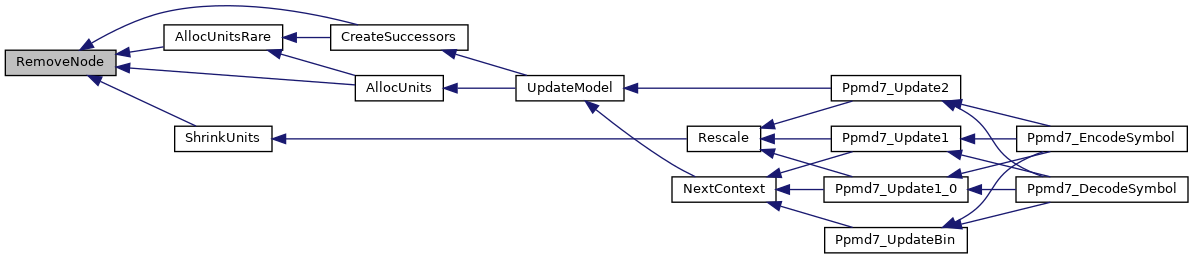 RemoveNode
AllocUnitsRare
CreateSuccessors
AllocUnits
ShrinkUnits
UpdateModel
Rescale
NextContext
Ppmd7_Update2
Ppmd7_Update1
Ppmd7_Update1_0
Ppmd7_UpdateBin
Ppmd7_EncodeSymbol
Ppmd7_DecodeSymbol